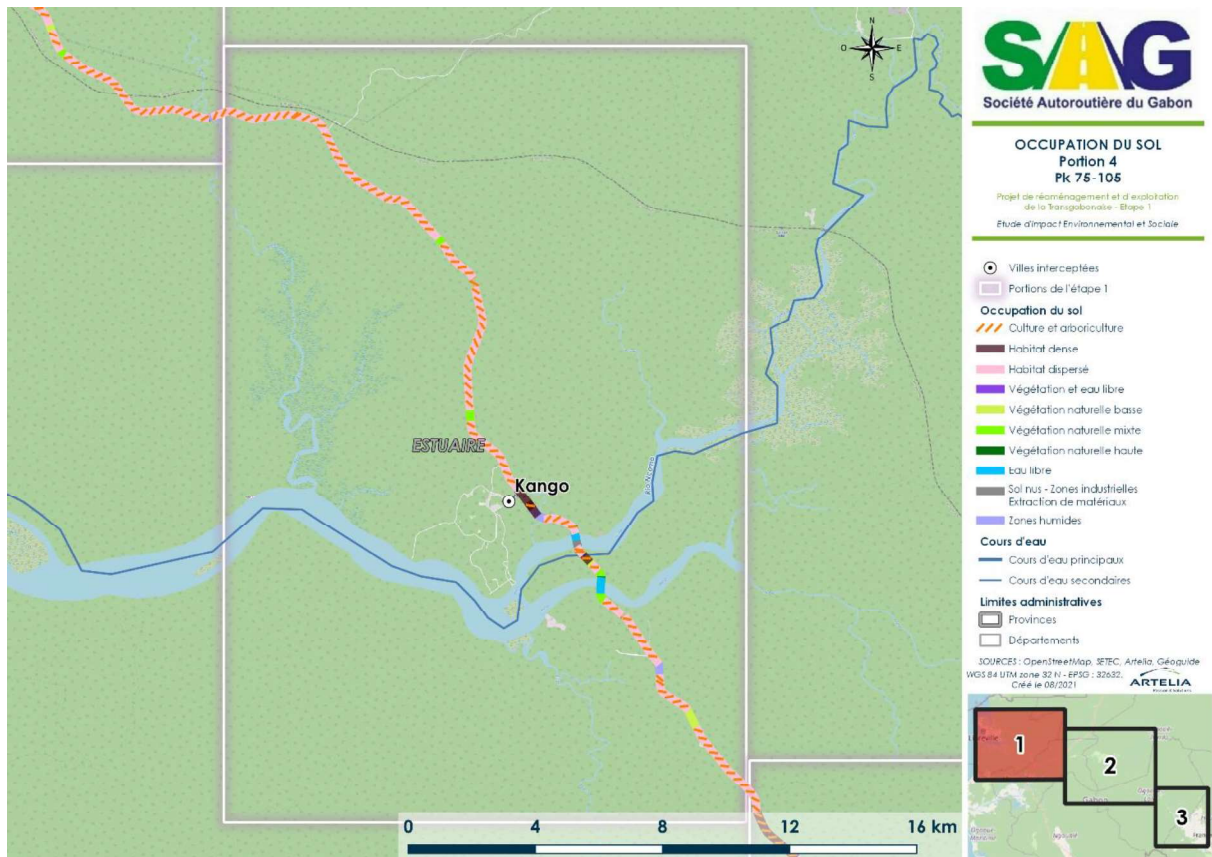 N
O
E
S
ESTUAIRE
Kango
0
4
8
12
16 km
SAG
Société Autoroutière du Gabon
OCCUPATION DU SOL
Portion 4
Pk 75-105
Projet de réaménagement et d'exploitation
de la Transgabonaise - Etape 1
Etude d'Impact Environnemental et Sociale
Villes interceptées
Portions de l'étape 1
Occupation du sol
Culture et arboriculture
Habitat dense
Habitat dispersé
Végétation et eau libre
Végétation naturelle basse
Végétation naturelle mixte
Végétation naturelle haute
Eau libre
Sol nus - Zones industrielles
Extraction de matériaux
Zones humides
Cours d'eau
Cours d'eau principaux
Cours d'eau secondaires
Limites administratives
Provinces
Départements
SOURCES : OpenStreetMap, SETEC, Artelia, Géoguide
WGS 84 UTM zone 32 N - EPSG : 32632,
Créé le 08/2021
ARTELIA
1
2
3
Gabon